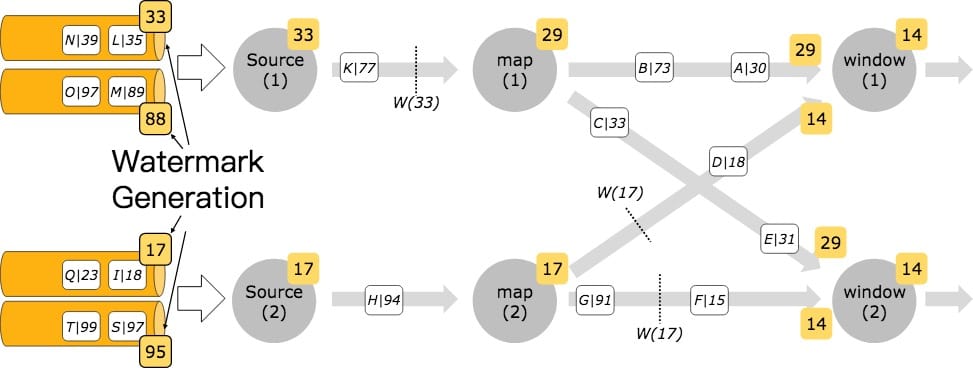 33
N|39 L|35
O|97 M|89
88
Source
(1)
33
K|77
W(33)
map
(1)
29
B|73 A|30
29
window
(1)
14
C|33
14
D|18
Watermark
Generation
W(17)
E|31
29
17
Q|23 I|18
T|99 S|97
95
Source
(2)
17
H|94
map
(2)
17
G|91 F|15
W(17)
14
window
(2)
14